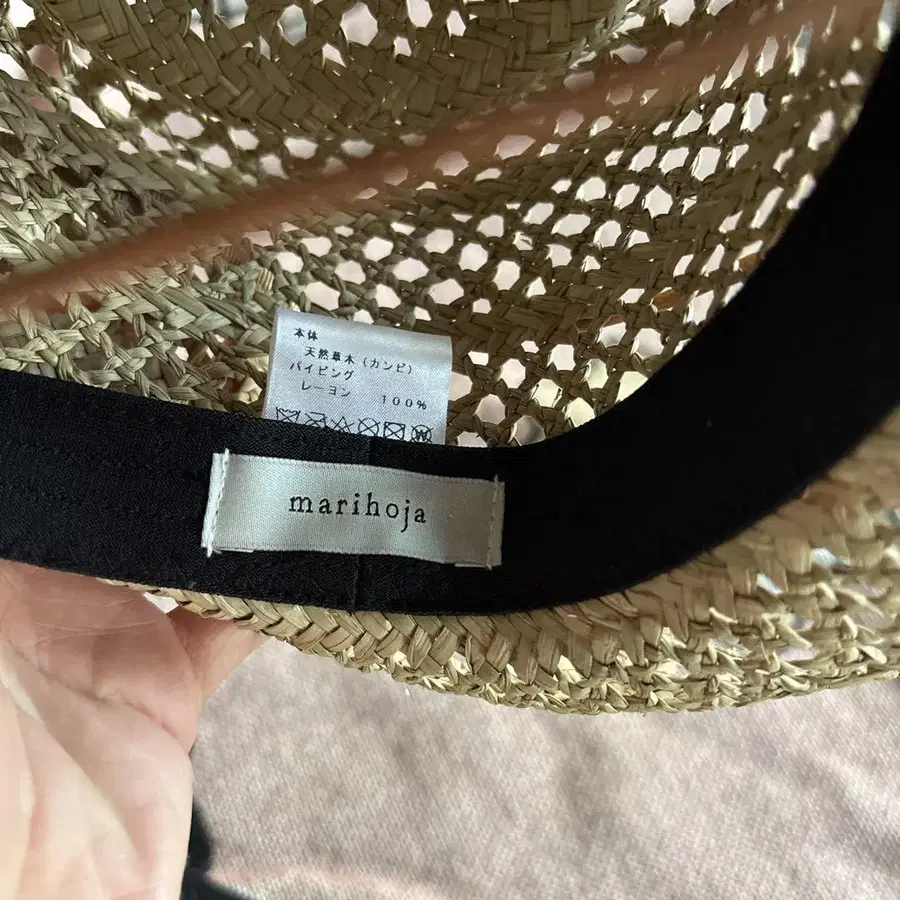 本体
天然草木(カンピ)
パイピング
レーヨン 100%
W
marihoja